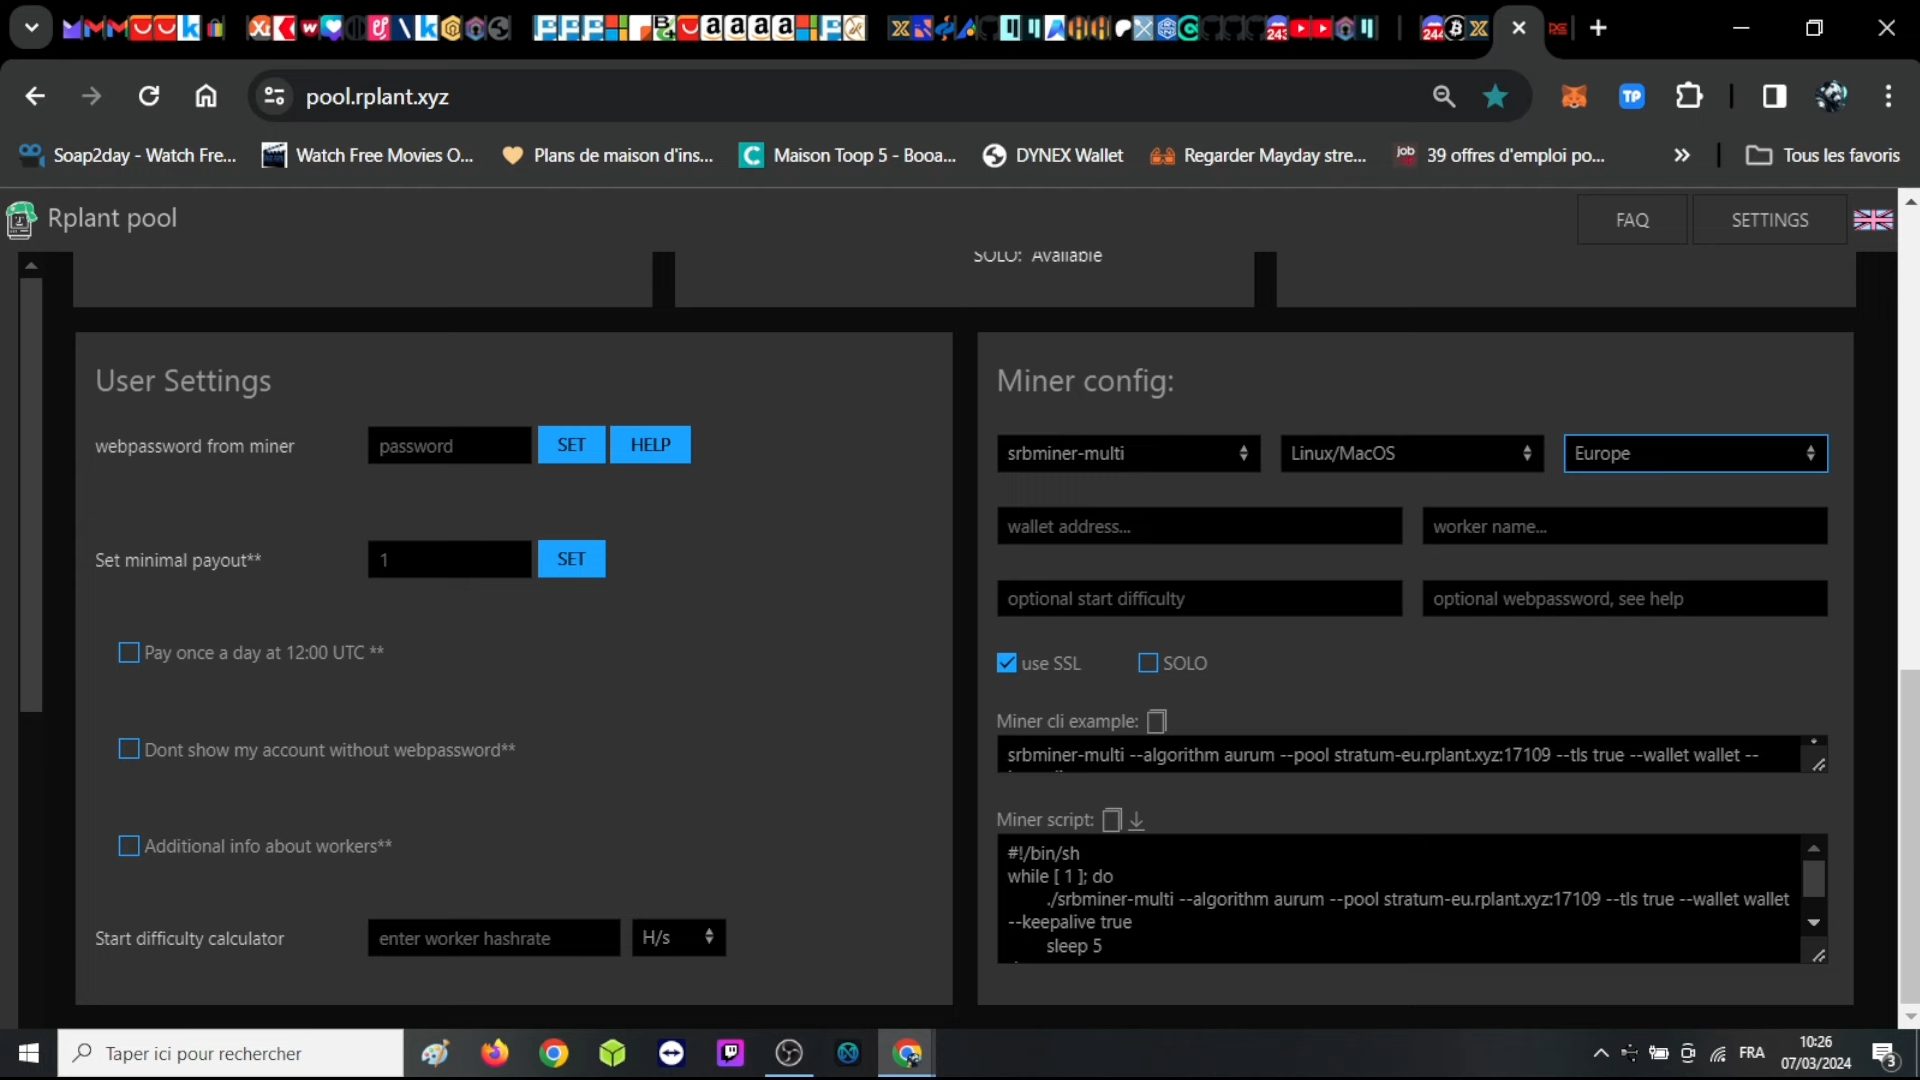 pool.rplant.xyz
Soap2day - Watch Fre...
Watch Free Movies O...
Plans de maison d'ins...
Maison Toop 5 - Booa...
DYNEX Wallet
Regarder Mayday stre...
39 offres d'emploi po...
Tous les favoris
Rplant pool
FAQ
SETTINGS
SOLO: Available
User Settings
webpassword from miner
password
SET
HELP
Set minimal payout**
1
SET
Pay once a day at 12:00 UTC **
Dont show my account without webpassword**
Additional info about workers**
Start difficulty calculator
enter worker hashrate
H/s
Miner config:
srbminer-multi
Linux/MacOS
Europe
wallet address...
worker name...
optional start difficulty
optional webpassword, see help
use SSL
SOLO
Miner cli example:
srbminer-multi --algorithm aurum --pool stratum-eu.rplant.xyz:17109 --tls true --wallet wallet --
Miner script:
#!/bin/sh
while [ 1 ]; do
./srbminer-multi --algorithm aurum --pool stratum-eu.rplant.xyz:17109 --tls true --wallet wallet
--keepalive true
sleep 5
Taper ici pour rechercher
FRA
10:26
07/03/2024
3